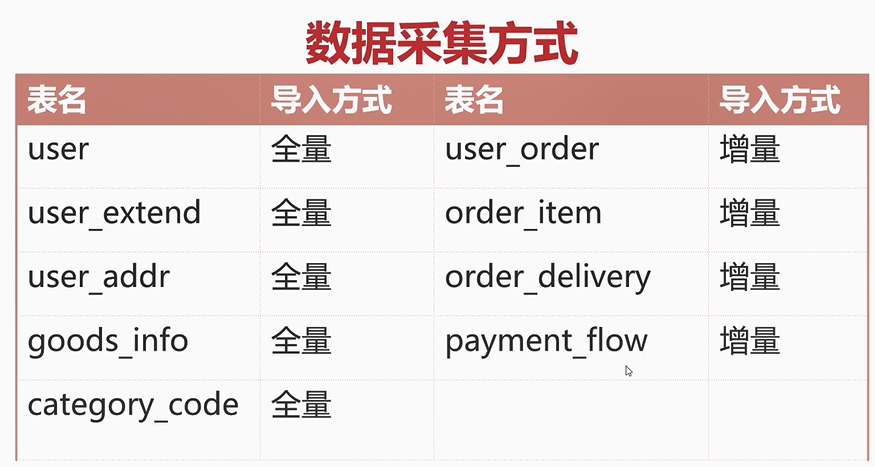 数据采集方式
表名 导入方式 表名 导入方式
user 全量 user_order 增量
user_extend 全量 order_item 增量
user_addr 全量 order_delivery 增量
goods_info 全量 payment_flow 增量
category_code 全量